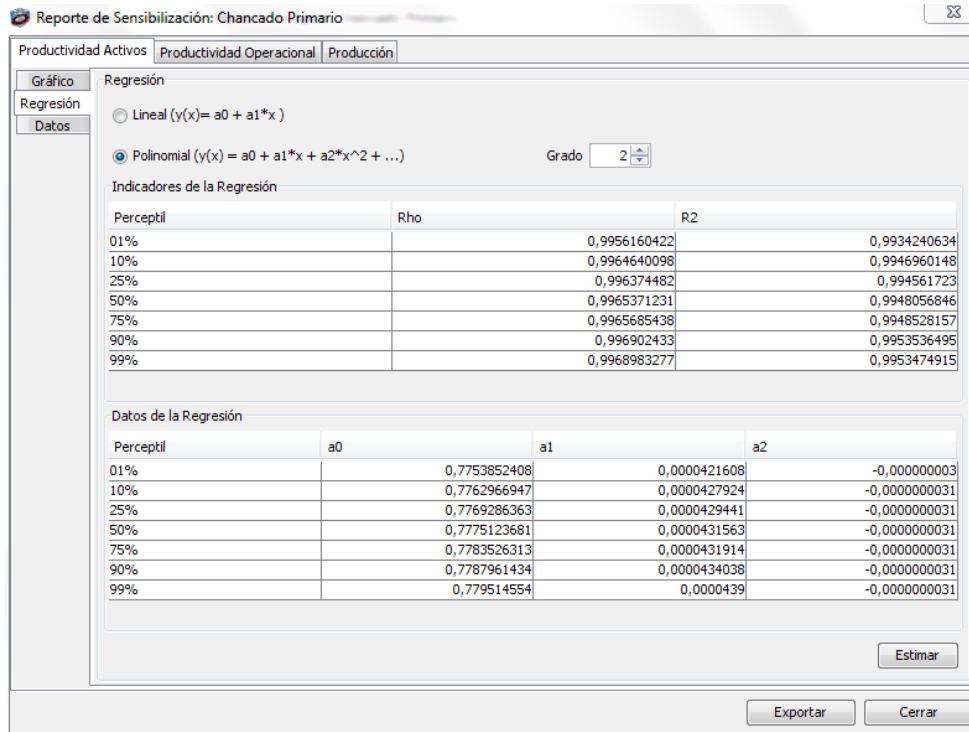 Reporte de Sensibilización: Chancado Primario
Productividad Activos Productividad Operacional Producción
Gráfico
Regresión
Datos
Regresión
Lineal (y(x)= a0 + a1*x )
Polinomial (y(x) = a0 + a1*x + a2*x^2 + ...) Grado 2
Indicadores de la Regresión
Perceptil Rho R2
01% 0,9956160422 0,9934240634
10% 0,9964640098 0,9946960148
25% 0,996374482 0,994561723
50% 0,9965371231 0,9948056846
75% 0,9965685438 0,9948528157
90% 0,996902433 0,9953536495
99% 0,9968983277 0,9953474915
Datos de la Regresión
Perceptil a0 a1 a2
01% 0,7753852408 0,0000421608 -0,000000003
10% 0,7762966947 0,0000427924 -0,0000000031
25% 0,7769286363 0,0000429441 -0,0000000031
50% 0,7775123681 0,0000431563 -0,0000000031
75% 0,7783526313 0,0000431914 -0,0000000031
90% 0,7787961434 0,0000434038 -0,0000000031
99% 0,779514554 0,0000439 -0,0000000031
Estimar
Exportar Cerrar